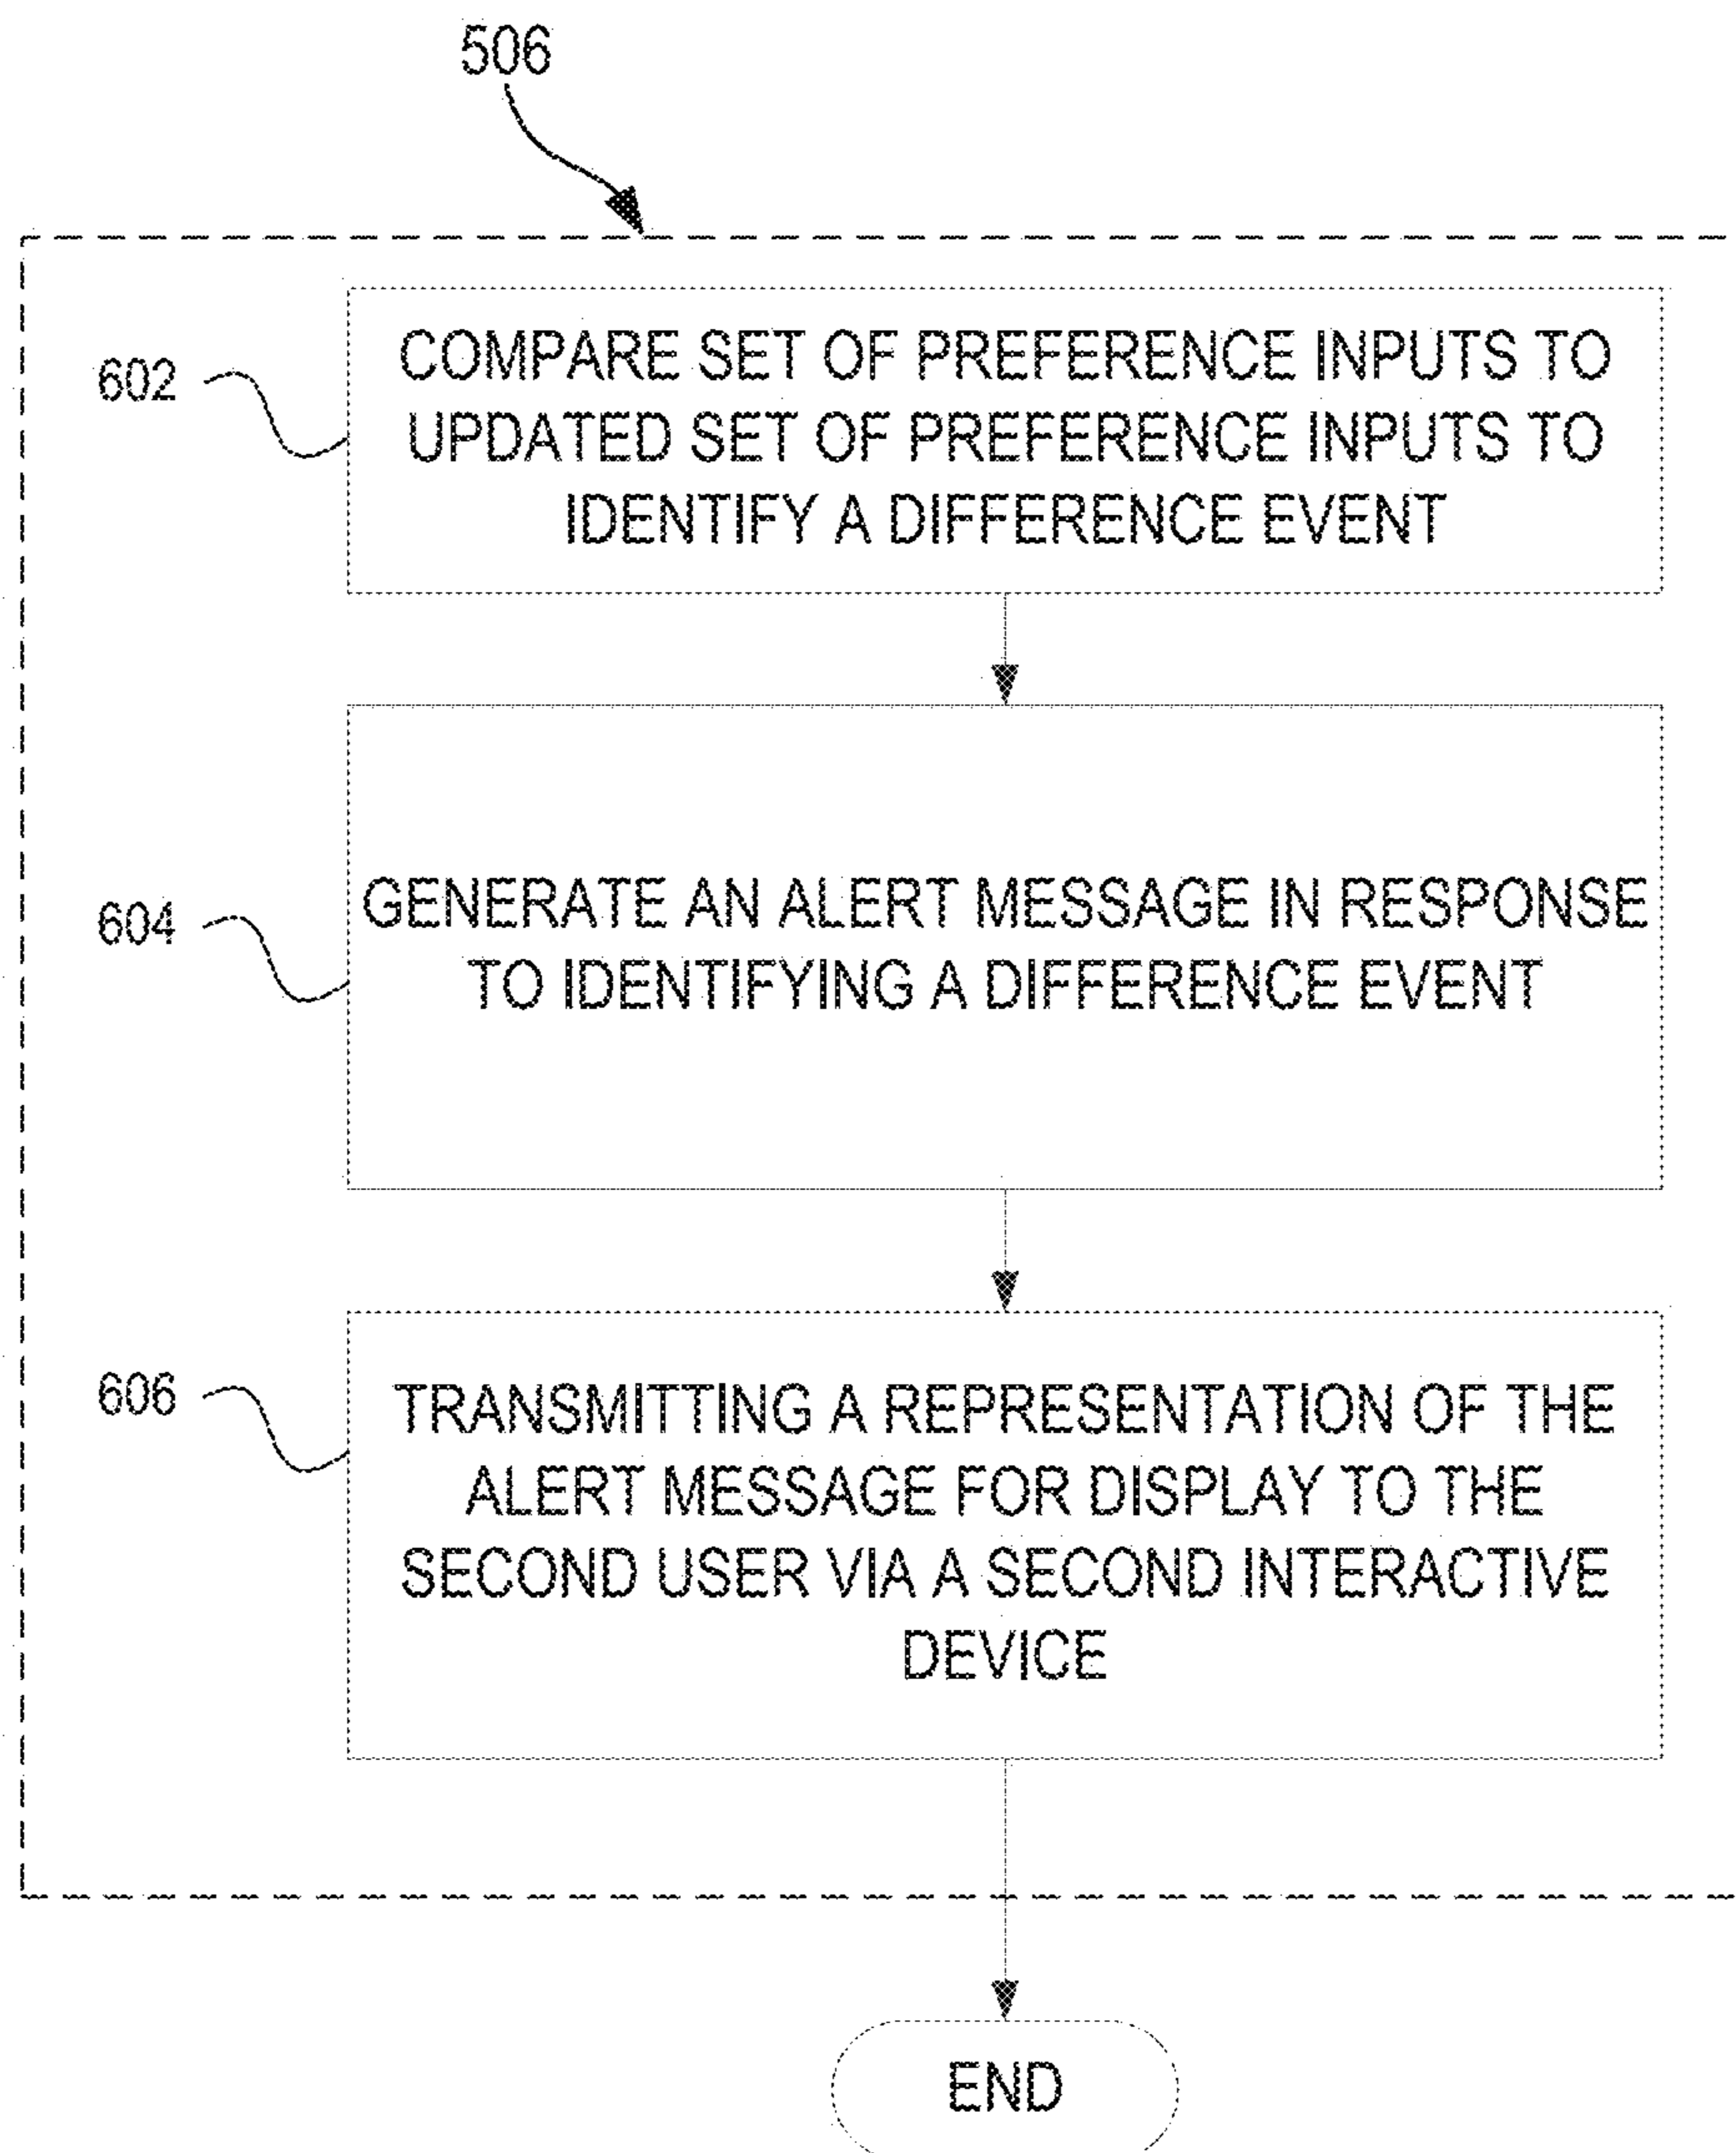 506
602
COMPARE SET OF PREFERENCE INPUTS TO
UPDATED SET OF PREFERENCE INPUTS TO
IDENTIFY A DIFFERENCE EVENT
604
GENERATE AN ALERT MESSAGE IN RESPONSE
TO IDENTIFYING A DIFFERENCE EVENT
606
TRANSMITTING A REPRESENTATION OF THE
ALERT MESSAGE FOR DISPLAY TO THE
SECOND USER VIA A SECOND INTERACTIVE
DEVICE
END